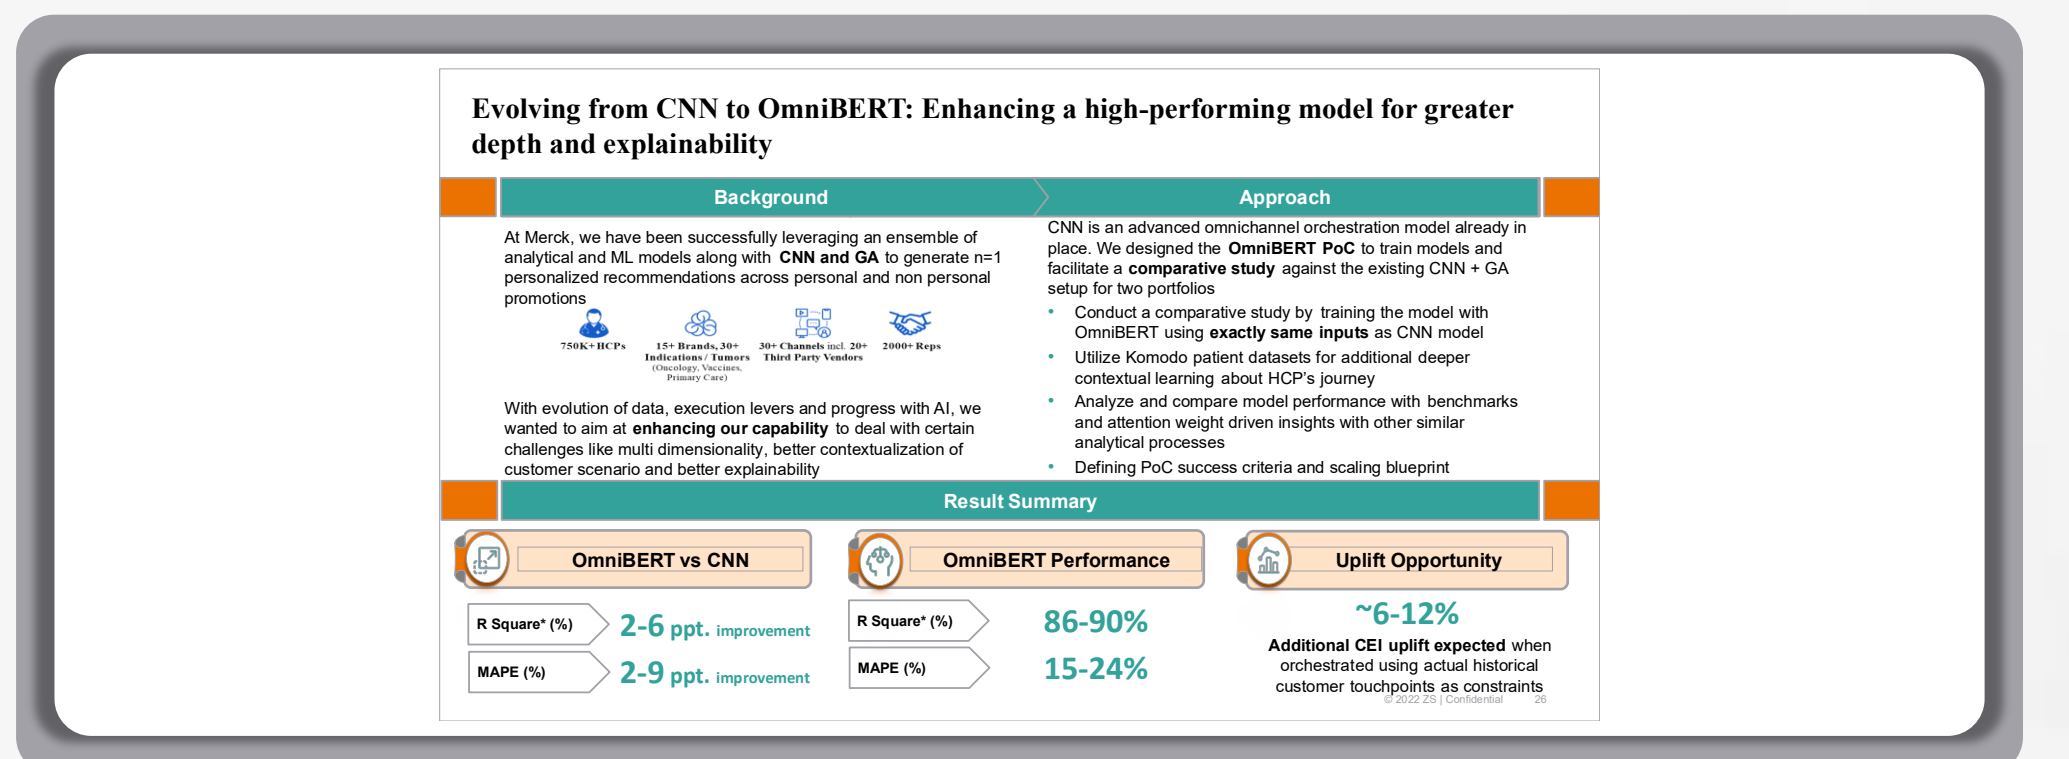 Evolving from CNN to OmniBERT: Enhancing a high-performing model for greater
depth and explainability
Background
Approach
At Merck, we have been successfully leveraging an ensemble of
analytical and ML models along with CNN and GA to generate n=1
personalized recommendations across personal and non personal
promotions
750K+ HCPs
15+ Brands, 30+
Indications / Tumors
(Oncology, Vaccines,
Primary Care)
30+ Channels incl. 20+
Third Party Vendors
2000+ Reps
With evolution of data, execution levers and progress with AI, we
wanted to aim at enhancing our capability to deal with certain
challenges like multi dimensionality, better contextualization of
customer scenario and better explainability
CNN is an advanced omnichannel orchestration model already in
place. We designed the OmniBERT PoC to train models and
facilitate a comparative study against the existing CNN + GA
setup for two portfolios
• Conduct a comparative study by training the model with
OmniBERT using exactly same inputs as CNN model
• Utilize Komodo patient datasets for additional deeper
contextual learning about HCP's journey
• Analyze and compare model performance with benchmarks
and attention weight driven insights with other similar
analytical processes
• Defining PoC success criteria and scaling blueprint
Result Summary
OmniBERT vs CNN
R Square* (%)
2-6 ppt. improvement
MAPE (%)
2-9 ppt. improvement
OmniBERT Performance
R Square* (%)
86-90%
MAPE (%)
15-24%
Uplift Opportunity
~6-12%
Additional CEI uplift expected when
orchestrated using actual historical
customer touchpoints as constraints
© 2022 ZS | Confidential
26